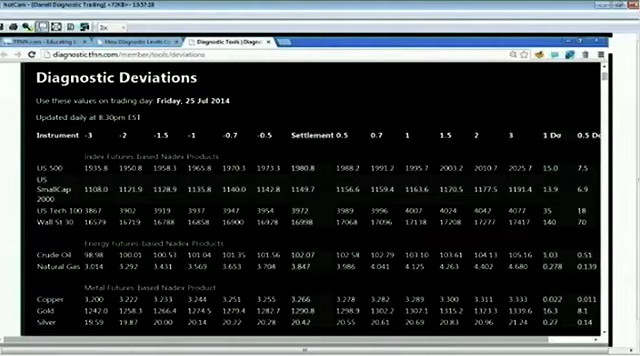 HotCam - [Darrell Diagnostic Trading] <72KB> - 13:57:18
2x
TFNN.com - Educating
How Diagnostic Levels C
Diagnostic Tools | Diagn
diagnostic.tfnn.com/member/tools/deviations
Diagnostic Deviations
Use these values on trading day: Friday, 25 Jul 2014
Updated daily at 8:30pm EST
Instrument -3 -2 -1.5 -1 -0.7 -0.5 Settlement 0.5 0.7 1 1.5 2 3 1 De 0.5 De
Index Futures based Nadex Products
US 500 1935.8 1950.8 1958.3 1965.8 1970.3 1973.3 1980.8 1988.2 1991.2 1995.7 2003.2 2010.7 2025.7 15.0 7.5
US
SmallCap 1108.0 1121.9 1128.9 1135.8 1140.0 1142.8 1149.7 1156.6 1159.4 1163.6 1170.5 1177.5 1191.4 13.9 6.9
2000
US Tech 100 3867 3902 3919 3937 3947 3954 3972 3989 3996 4007 4024 4042 4077 35 18
Wall St 30 16579 16719 16788 16858 16900 16928 16998 17068 17096 17138 17208 17277 17417 140 70
Energy Futures based Nadex Products
Crude Oil 98.98 100.01 100.53 101.04 101.35 101.56 102.07 102.58 102.79 103.10 103.61 104.13 105.16 1.03 0.51
Natural Gas 3.014 3.292 3.431 3.569 3.653 3.708 3.847 3.986 4.041 4.125 4.263 4.402 4.680 0.278 0.139
Metal Futures based Nadex Products
Copper 3.200 3.222 3.233 3.244 3.251 3.255 3.266 3.278 3.282 3.289 3.300 3.311 3.333 0.022 0.011
Gold 1242.0 1258.3 1266.4 1274.5 1279.4 1282.7 1290.8 1298.9 1302.2 1307.1 1315.2 1323.3 1339.6 16.3 8.1
Silver 19.59 19.87 20.00 20.14 20.22 20.28 20.42 20.55 20.61 20.69 20.83 20.96 21.24 0.27 0.14